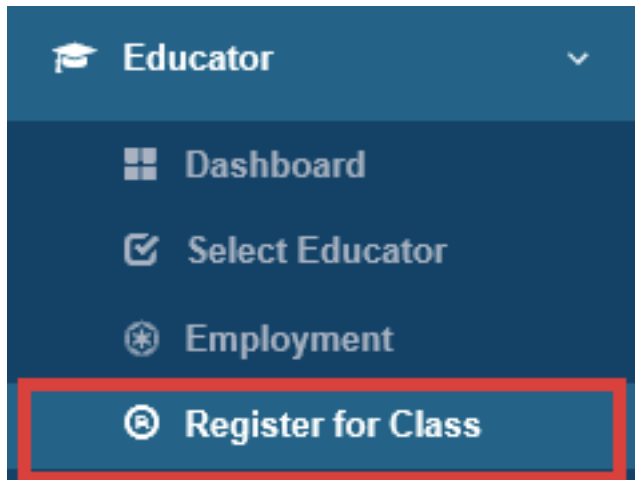 Educator
Dashboard
Select Educator
Employment
Register for Class